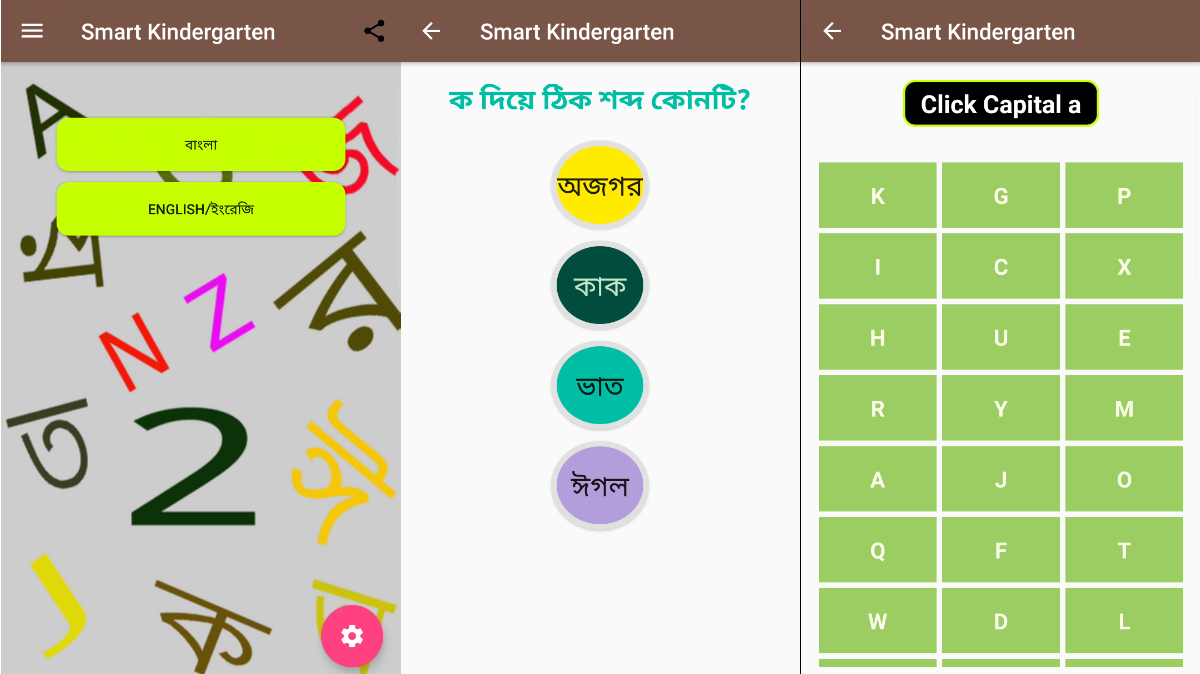 Smart Kindergarten
বাংলা
ENGLISH/ইংরেজি
A
জ
থ
র
N
Z
ত
2
J
ক
Smart Kindergarten
ক দিয়ে ঠিক শব্দ কোনটি?
অজগর
কাক
ভাত
ঈগল
Smart Kindergarten
Click Capital a
K G P
I C X
H U E
R Y M
A J O
Q F T
W D L